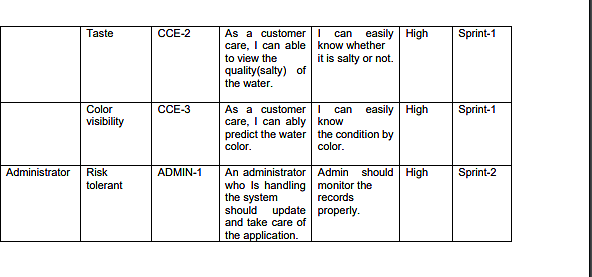 Taste
CCE-2
As a customer
care, I can able
to view the
quality(salty) of
the water.
I can easily
know whether
it is salty or not.
High
Sprint-1
Color
visibility
CCE-3
As a customer
care, I can ably
predict the water
color.
I can easily
know
the condition by
color.
High
Sprint-1
Administrator
Risk
tolerant
ADMIN-1
An administrator
who Is handling
the system
should update
and take care of
the application.
Admin should
monitor the
records
properly.
High
Sprint-2